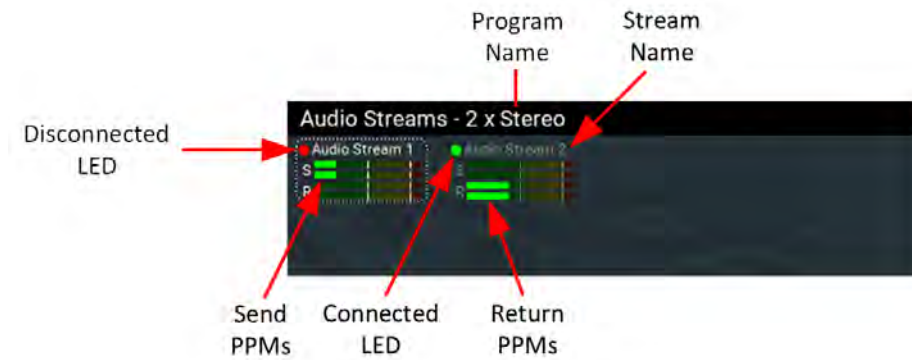 Program
Name
Stream
Name
Disconnected
LED
Audio Streams - 2 x Stereo
Audio Stream 1
Audio Stream 2
S
S
R
R
Send
PPMs
Connected
LED
Return
PPMs